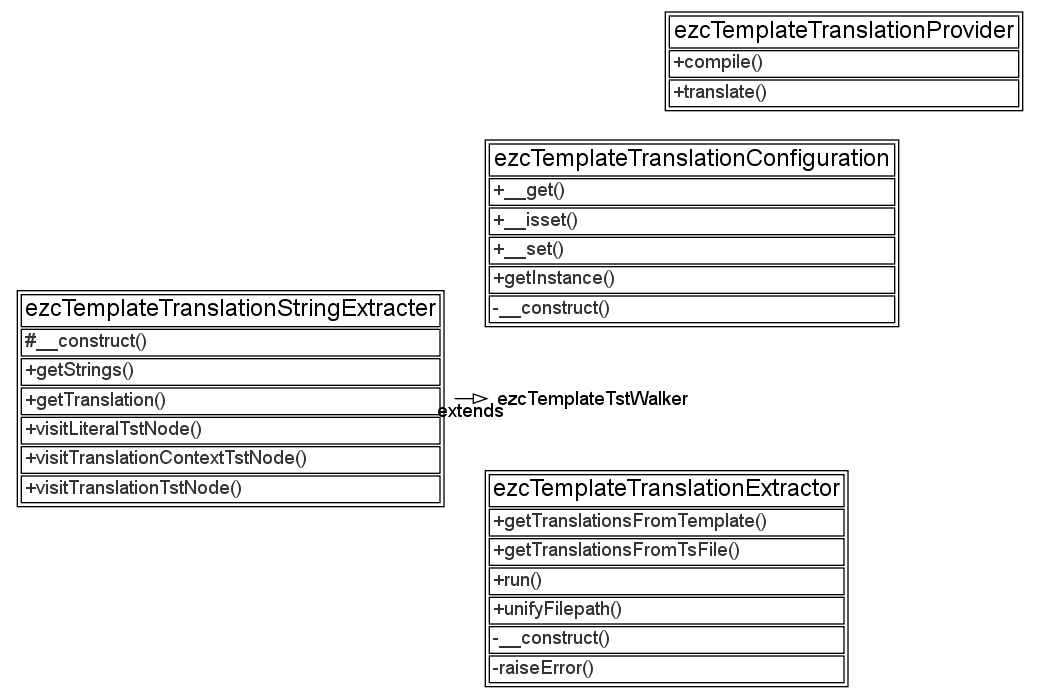 ezcTemplateTranslationProvider
+compile()
+translate()
ezcTemplateTranslationConfiguration
+__get()
+__isset()
+__set()
+getInstance()
-__construct()
ezcTemplateTranslationStringExtracter
#__construct()
+getStrings()
+getTranslation()
+visitLiteralTstNode()
+visitTranslationContextTstNode()
+visitTranslationTstNode()
extends
ezcTemplateTstWalker
ezcTemplateTranslationExtractor
+getTranslationsFromTemplate()
+getTranslationsFromTsFile()
+run()
+unifyFilepath()
-__construct()
-raiseError()